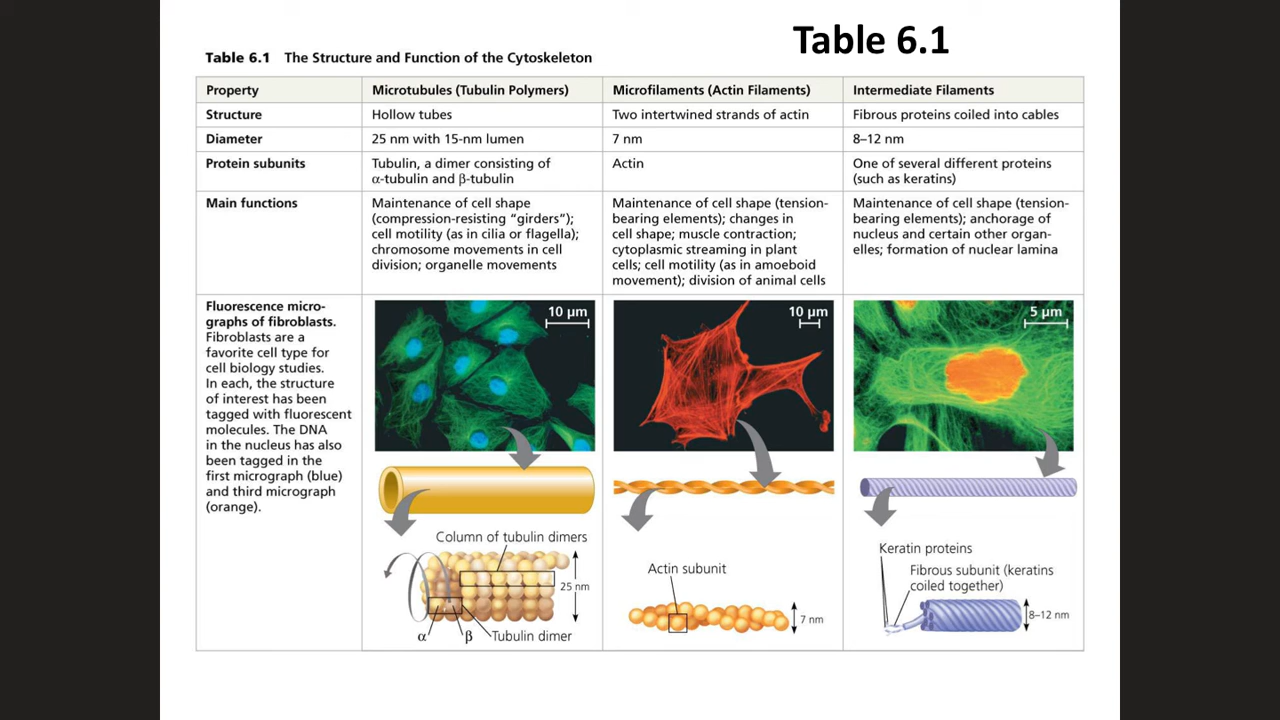 Table 6.1
Table 6.1 The Structure and Function of the Cytoskeleton
Property
Microtubules (Tubulin Polymers)
Microfilaments (Actin Filaments)
Intermediate Filaments
Structure
Hollow tubes
Two intertwined strands of actin
Fibrous proteins coiled into cables
Diameter
25 nm with 15-nm lumen
7 nm
8–12 nm
Protein subunits
Tubulin, a dimer consisting of
α-tubulin and β-tubulin
Actin
One of several different proteins
(such as keratins)
Main functions
Maintenance of cell shape
(compression-resisting “girders”);
cell motility (as in cilia or flagella);
chromosome movements in cell
division; organelle movements
Maintenance of cell shape (tension-
bearing elements); changes in
cell shape; muscle contraction;
cytoplasmic streaming in plant
cells; cell motility (as in amoeboid
movement); division of animal cells
Maintenance of cell shape (tension-
bearing elements); anchorage of
nucleus and certain other organ-
elles; formation of nuclear lamina
Fluorescence micro-
graphs of fibroblasts.
Fibroblasts are a
favorite cell type for
cell biology studies.
In each, the structure
of interest has been
tagged with fluorescent
molecules. The DNA
in the nucleus has also
been tagged in the
first micrograph (blue)
and third micrograph
(orange).
10 µm
10 µm
5 µm
Column of tubulin dimers
25 nm
α
β
Tubulin dimer
Actin subunit
7 nm
Keratin proteins
Fibrous subunit (keratins
coiled together)
8–12 nm